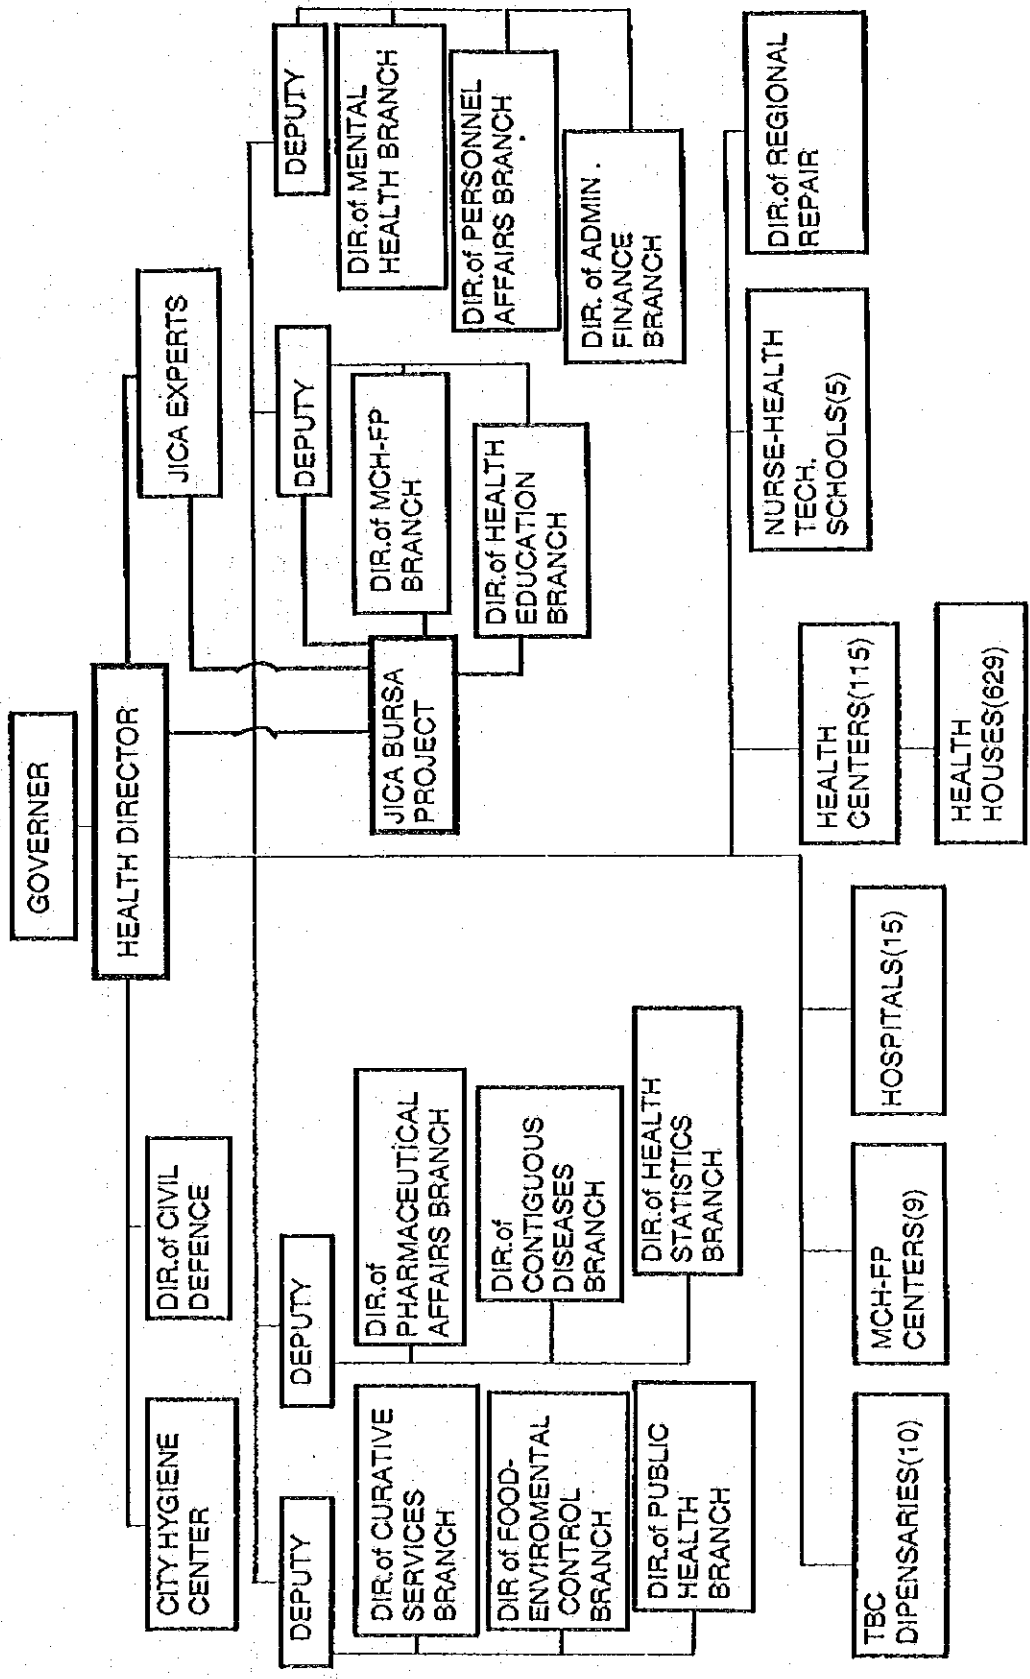 GOVERNER
HEALTH DIRECTOR
CITY HYGIENE
CENTER
DIR.of CIVIL
DEFENCE
JICA EXPERTS
DEPUTY
DIR.of CURATIVE
SERVICES
BRANCH
DIR of FOOD-
ENVIROMENTAL
CONTROL
BRANCH
DIR.of PUBLIC
HEALTH
BRANCH
DEPUTY
DIR.of
PHARMACEUTİCAL
AFFAIRS BRANCH
DIR.of
CONTIGUOUS
DISEASES
BRANCH
DIR.of HEALTH
STATISTICS
BRANCH
JICA BURSA
PROJECT
DEPUTY
DIR.of MCH-FP
BRANCH
DIR.of HEALTH
EDUCATION
BRANCH
DEPUTY
DIR.of MENTAL
HEALTH BRANCH
DIR.of PERSONNEL
AFFAIRS BRANCH
DIR. of ADMIN.
FINANCE
BRANCH
TBC
DIPENSARIES(10)
MCH-FP
CENTERS(9)
HOSPITALS(15)
HEALTH
CENTERS(115)
HEALTH
HOUSES(629)
NURSE-HEALTH
TECH.
SCHOOLS(5)
DIR.of REGIONAL
REPAIR